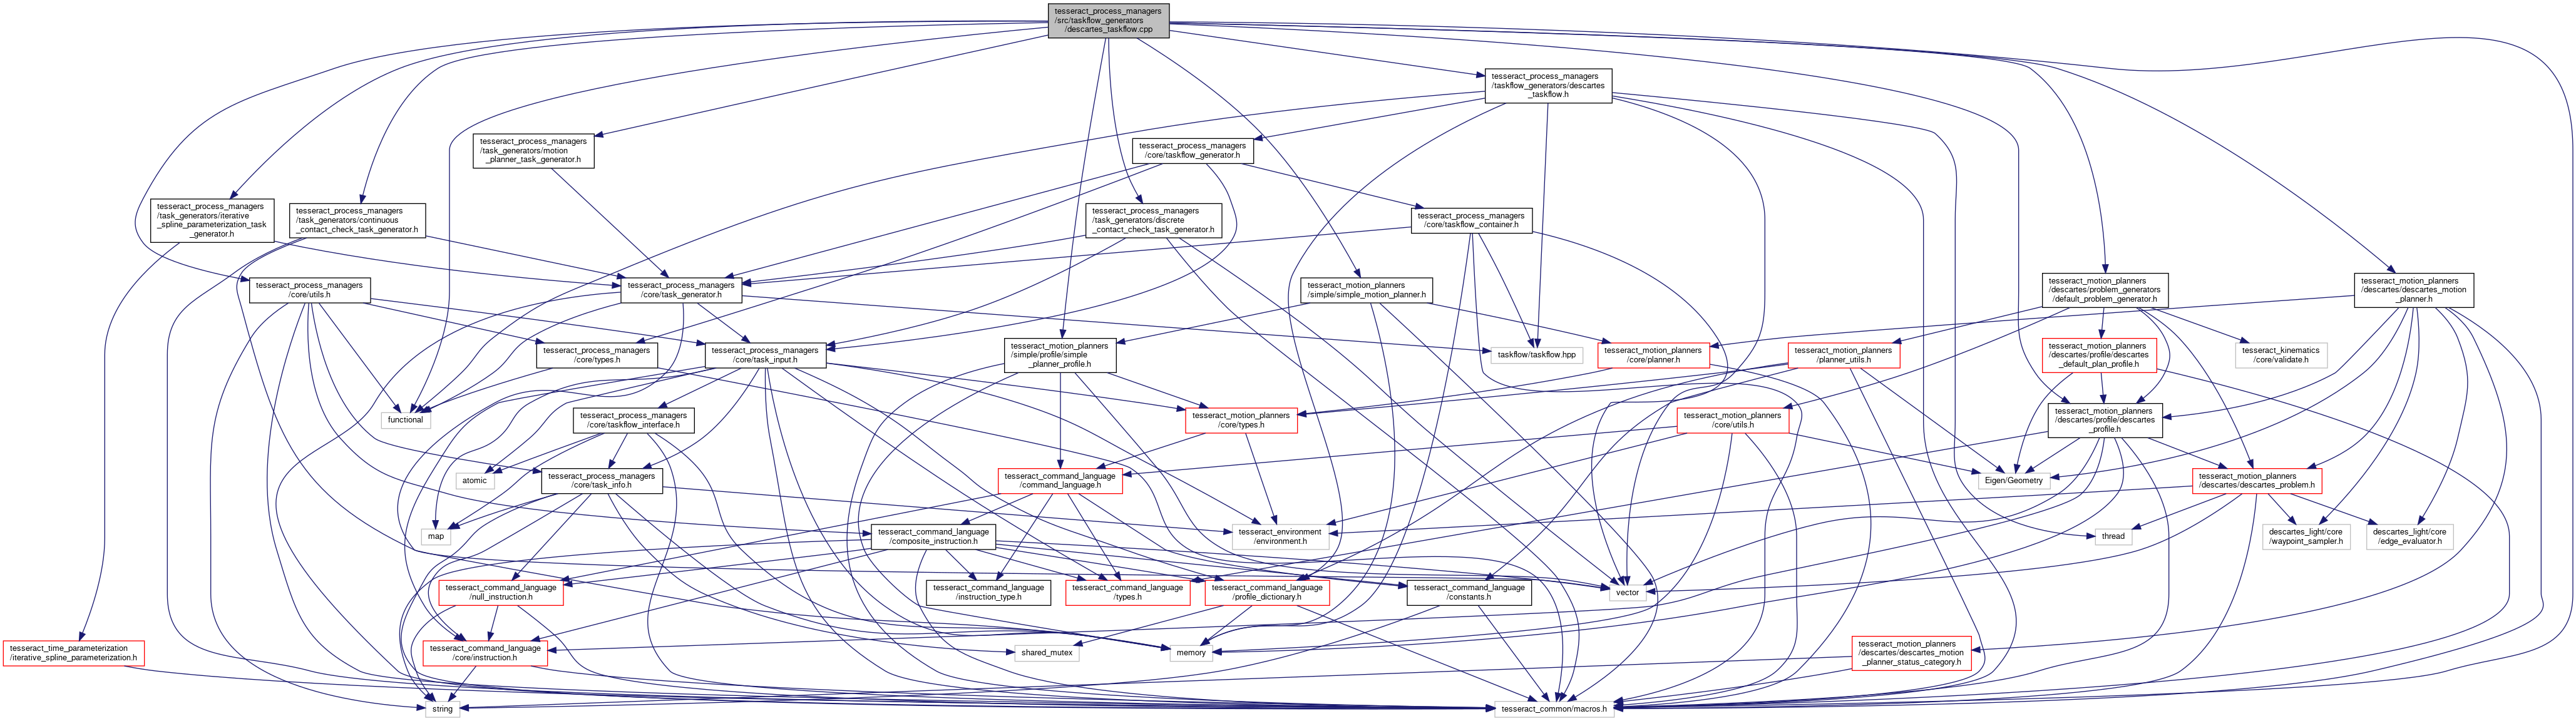 tesseract_process_managers
/src/taskflow_generators
/descartes_taskflow.cpp
tesseract_process_managers
/taskflow_generators/descartes
_taskflow.h
tesseract_process_managers
/task_generators/motion
_planner_task_generator.h
tesseract_process_managers
/core/taskflow_generator.h
tesseract_process_managers
/task_generators/iterative
_spline_parameterization_task
_generator.h
tesseract_process_managers
/task_generators/continuous
_contact_check_task_generator.h
tesseract_process_managers
/task_generators/discrete
_contact_check_task_generator.h
tesseract_process_managers
/core/taskflow_container.h
tesseract_process_managers
/core/utils.h
tesseract_process_managers
/core/task_generator.h
tesseract_motion_planners
/simple/simple_motion_planner.h
tesseract_motion_planners
/descartes/problem_generators
/default_problem_generator.h
tesseract_motion_planners
/descartes/descartes_motion
_planner.h
tesseract_process_managers
/core/types.h
tesseract_process_managers
/core/task_input.h
tesseract_motion_planners
/simple/profile/simple
_planner_profile.h
taskflow/taskflow.hpp
tesseract_motion_planners
/core/planner.h
tesseract_motion_planners
/planner_utils.h
tesseract_motion_planners
/descartes/profile/descartes
_default_plan_profile.h
tesseract_kinematics
/core/validate.h
functional
tesseract_process_managers
/core/taskflow_interface.h
tesseract_motion_planners
/core/types.h
tesseract_motion_planners
/core/utils.h
tesseract_motion_planners
/descartes/profile/descartes
_profile.h
atomic
tesseract_process_managers
/core/task_info.h
tesseract_command_language
/command_language.h
Eigen/Geometry
tesseract_motion_planners
/descartes/descartes_problem.h
map
tesseract_command_language
/composite_instruction.h
tesseract_environment
/environment.h
thread
descartes_light/core
/waypoint_sampler.h
descartes_light/core
/edge_evaluator.h
tesseract_command_language
/null_instruction.h
tesseract_command_language
/instruction_type.h
tesseract_command_language
/types.h
tesseract_command_language
/profile_dictionary.h
tesseract_command_language
/constants.h
vector
tesseract_time_parameterization
/iterative_spline_parameterization.h
tesseract_command_language
/core/instruction.h
shared_mutex
memory
tesseract_motion_planners
/descartes/descartes_motion
_planner_status_category.h
string
tesseract_common/macros.h